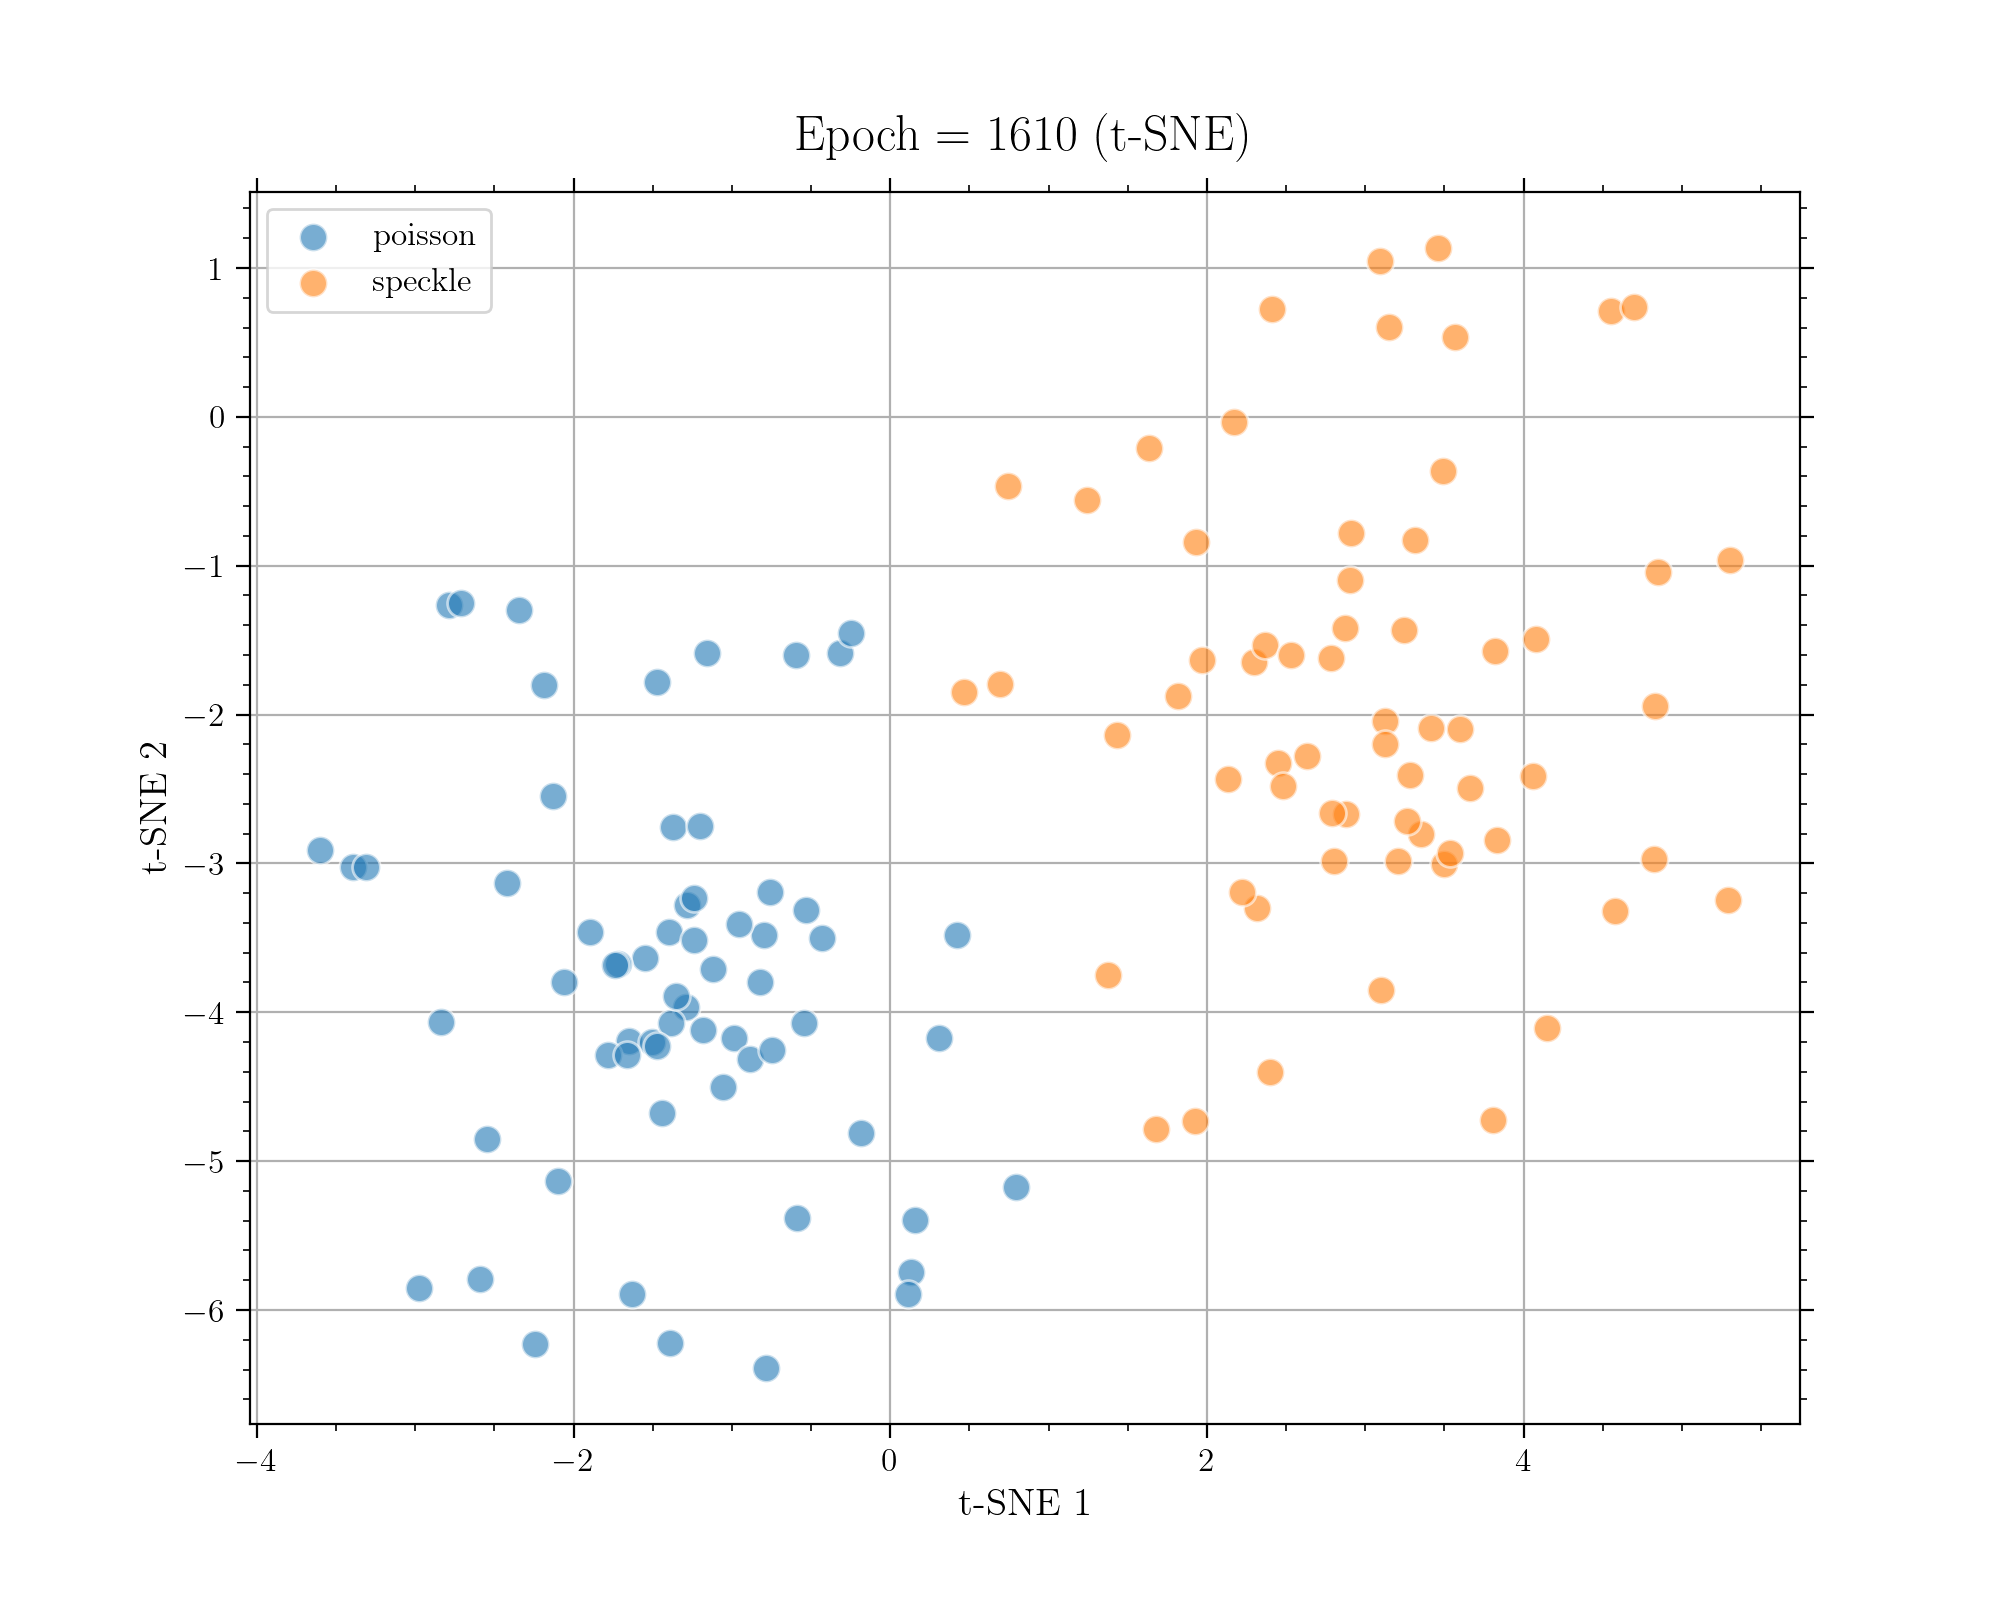 Epoch = 1610 (t-SNE)
poisson
speckle
1
0
−1
−2
−3
−4
−5
−6
t-SNE 2
−4 −2 0 2 4
t-SNE 1